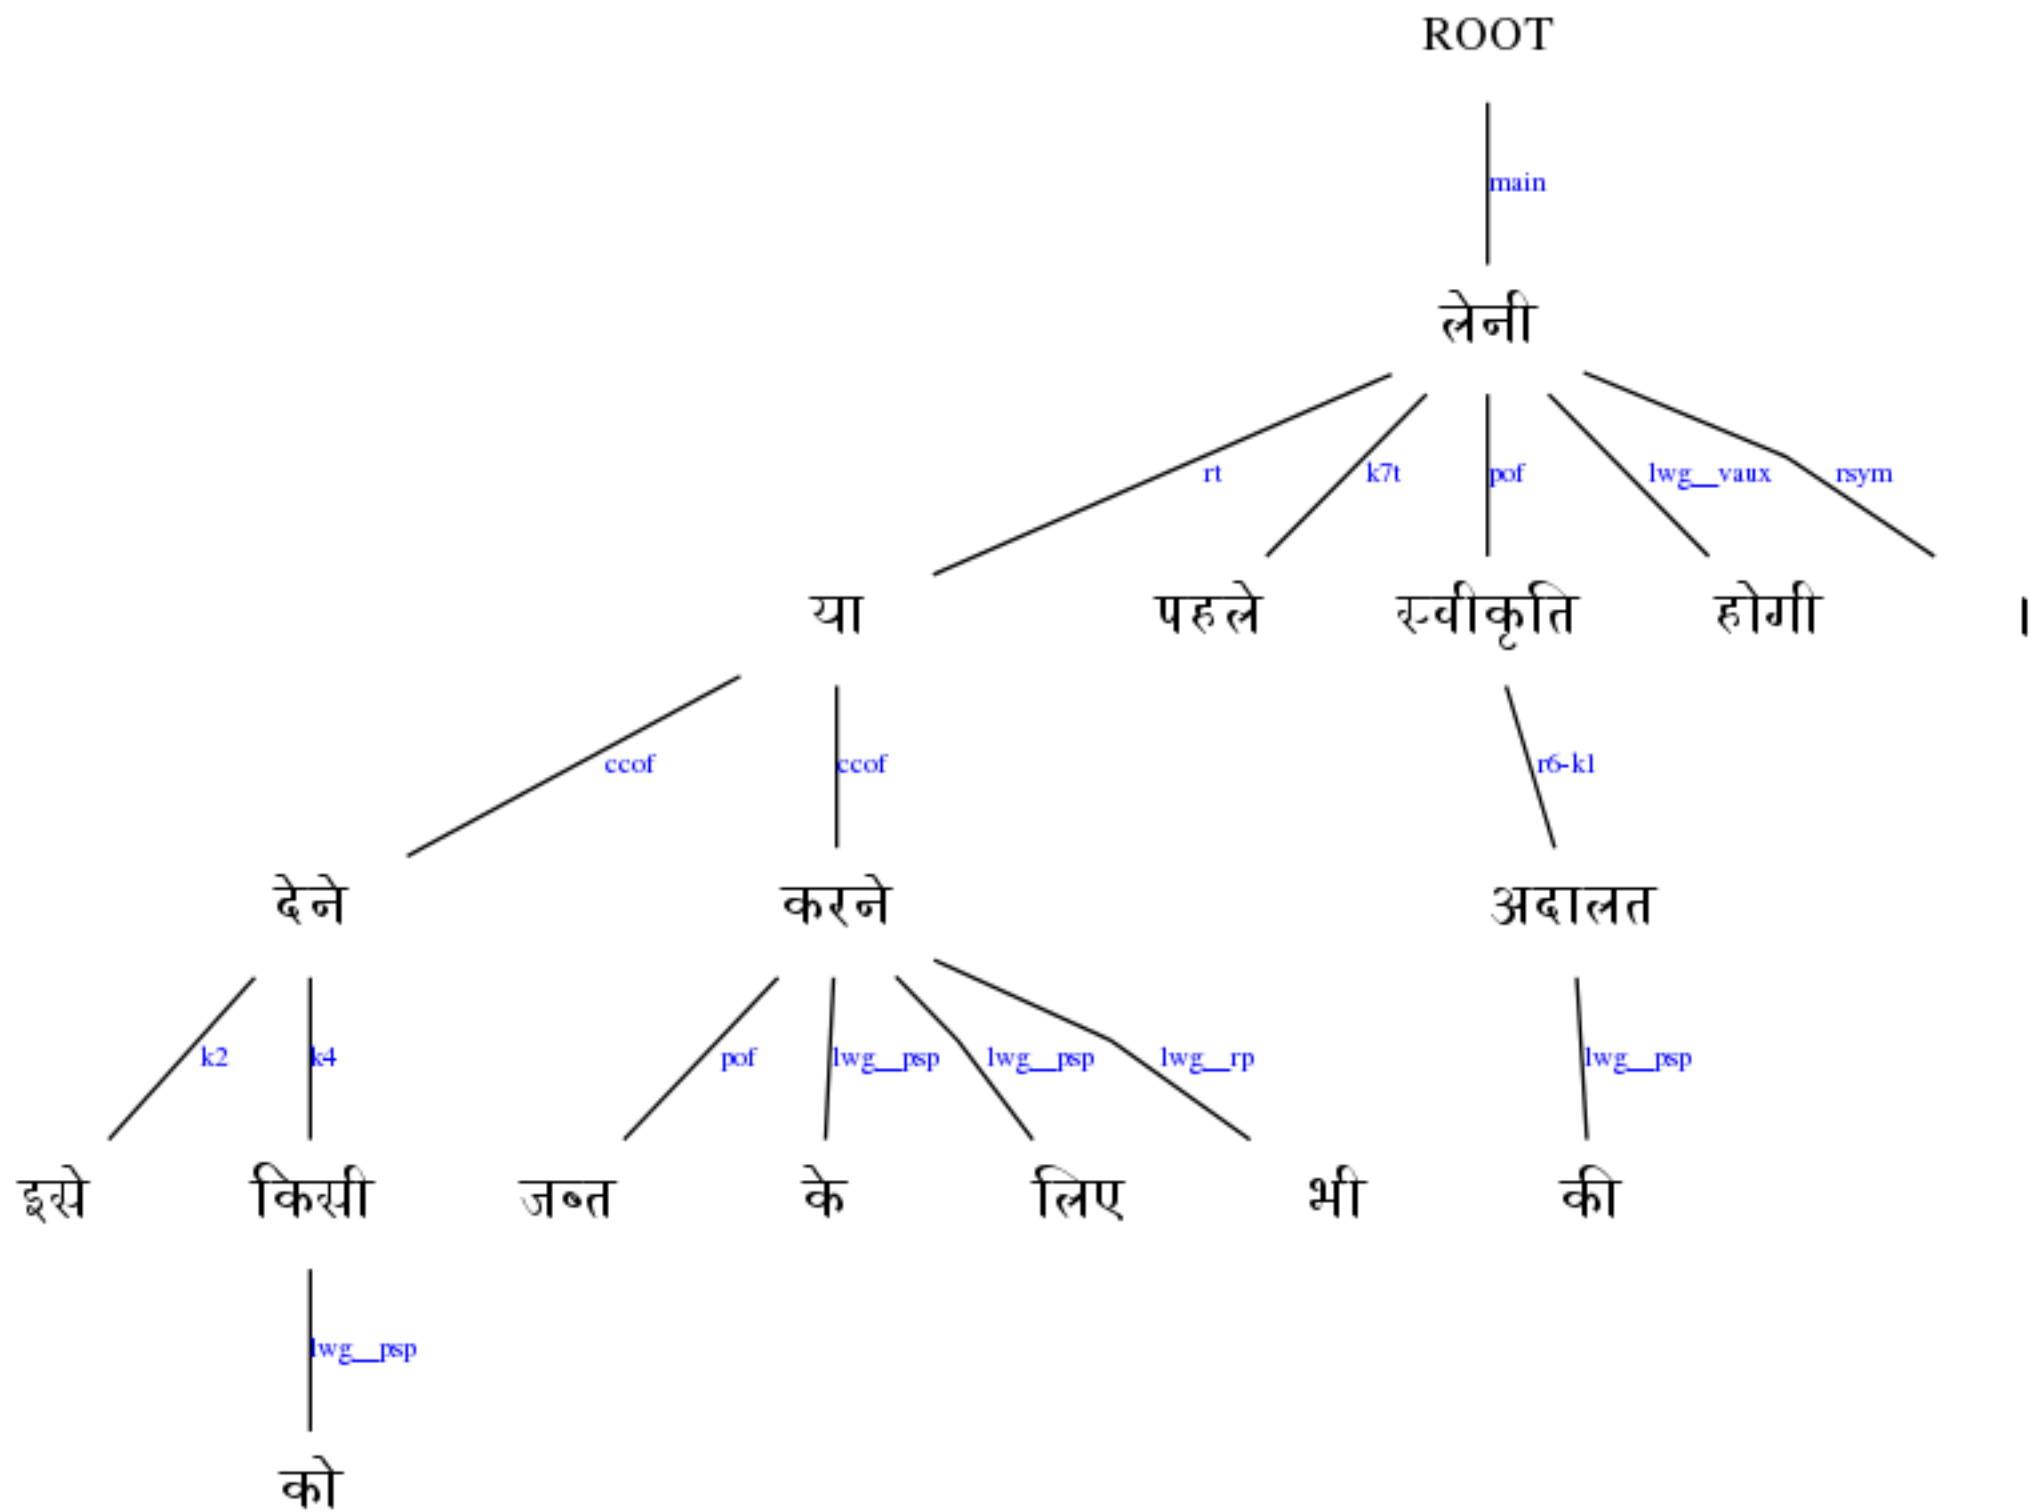 ROOT
main
लेनी
rt k7t pof lwg__vaux rsym
या पहले स्वीकृति होगी ।
ccof ccof r6-k1
देने करने अदालत
k2 k4 pof lwg__psp lwg__psp lwg__rp lwg__psp
इसे किसी जब्त के लिए भी की
lwg__psp
को